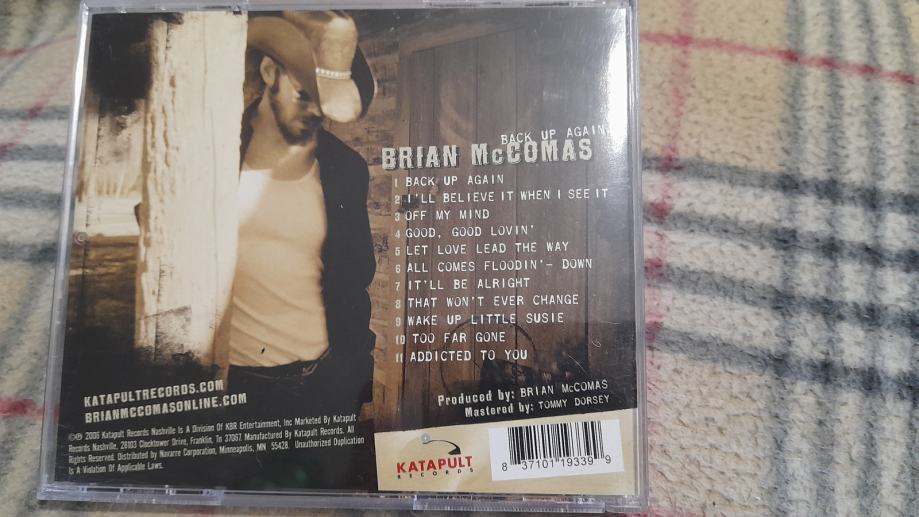 BACK UP AGAIN
BRIAN McCOMAS
1 BACK UP AGAIN
2 I'LL BELIEVE IT WHEN I SEE IT
3 OFF MY MIND
4 GOOD, GOOD LOVIN'
5 LET LOVE LEAD THE WAY
6 ALL COMES FLOODIN'- DOWN
7 IT'LL BE ALRIGHT
8 THAT WON'T EVER CHANGE
9 WAKE UP LITTLE SUSIE
10 TOO FAR GONE
11 ADDICTED TO YOU
Produced by: BRIAN McCOMAS
Mastered by: TOMMY DORSEY
KATAPULTRECORDS.COM
BRIANMCCOMASONLINE.COM
©℗ 2006 Katapult Records Nashville Is A Division Of KBR Entertainment, Inc Marketed By Katapult
Records Nashville, 28103 Clocktower Drive, Franklin, Tn 37067 Manufactured By Katapult Records. All
Rights Reserved. Distributed by Navarre Corporation, Minneapolis, MN 55428. Unauthorized Duplication
Is A Violation Of Applicable Laws.
KATAPULT
RECORDS
8 37101 19339 9